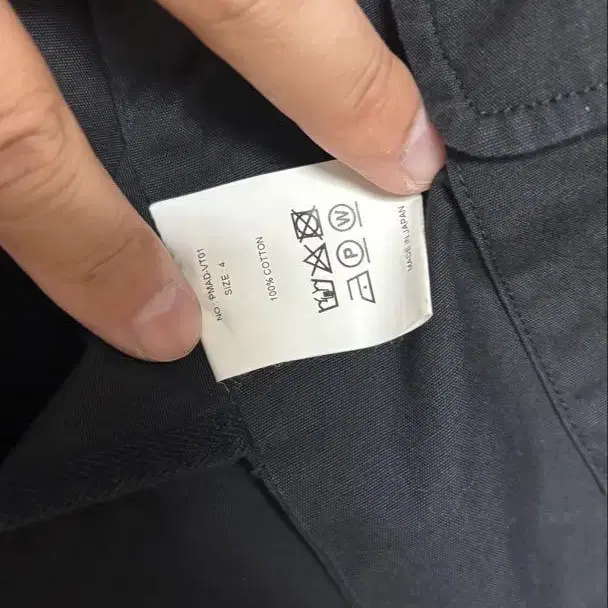 NO : PMAD-VT01
SIZE : 4
100% COTTON
P W
MADE IN JAPAN